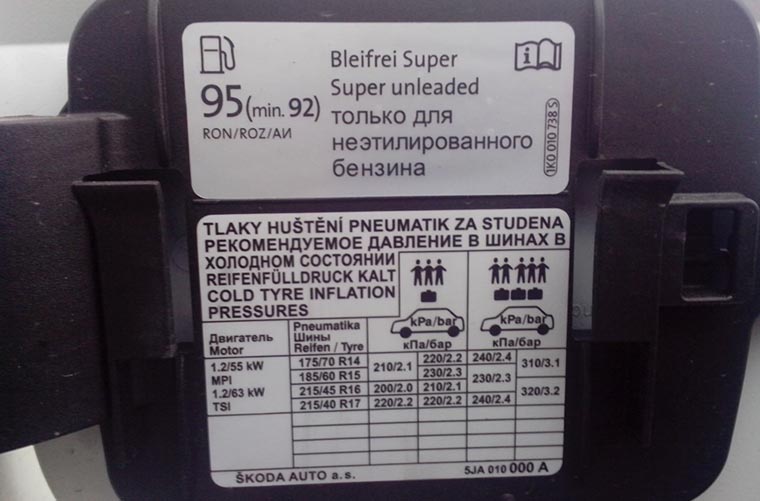 Bleifrei Super
Super unleaded
95 (min. 92)
только для
RON/ROZ/АИ
неэтилированного
бензина
1K0 010 738 S
TLAKY HUŠTĚNÍ PNEUMATIK ZA STUDENA
РЕКОМЕНДУЕМОЕ ДАВЛЕНИЕ В ШИНАХ В
ХОЛОДНОМ СОСТОЯНИИ
REIFENFÜLLDRUCK KALT
COLD TYRE INFLATION
PRESSURES
kPa/bar kPa/bar
Двигатель Motor
Pneumatika Шины Reifen / Tyre
кПа/бар кПа/бар
1.2/55 kW 175/70 R14 210/2.1 220/2.2 240/2.4 310/3.1
MPI 185/60 R15 230/2.3 230/2.3
1.2/63 kW 215/45 R16 200/2.0 210/2.1 320/3.2
TSI 215/40 R17 220/2.2 220/2.2 240/2.4
ŠKODA AUTO a.s. 5JA 010 000 A